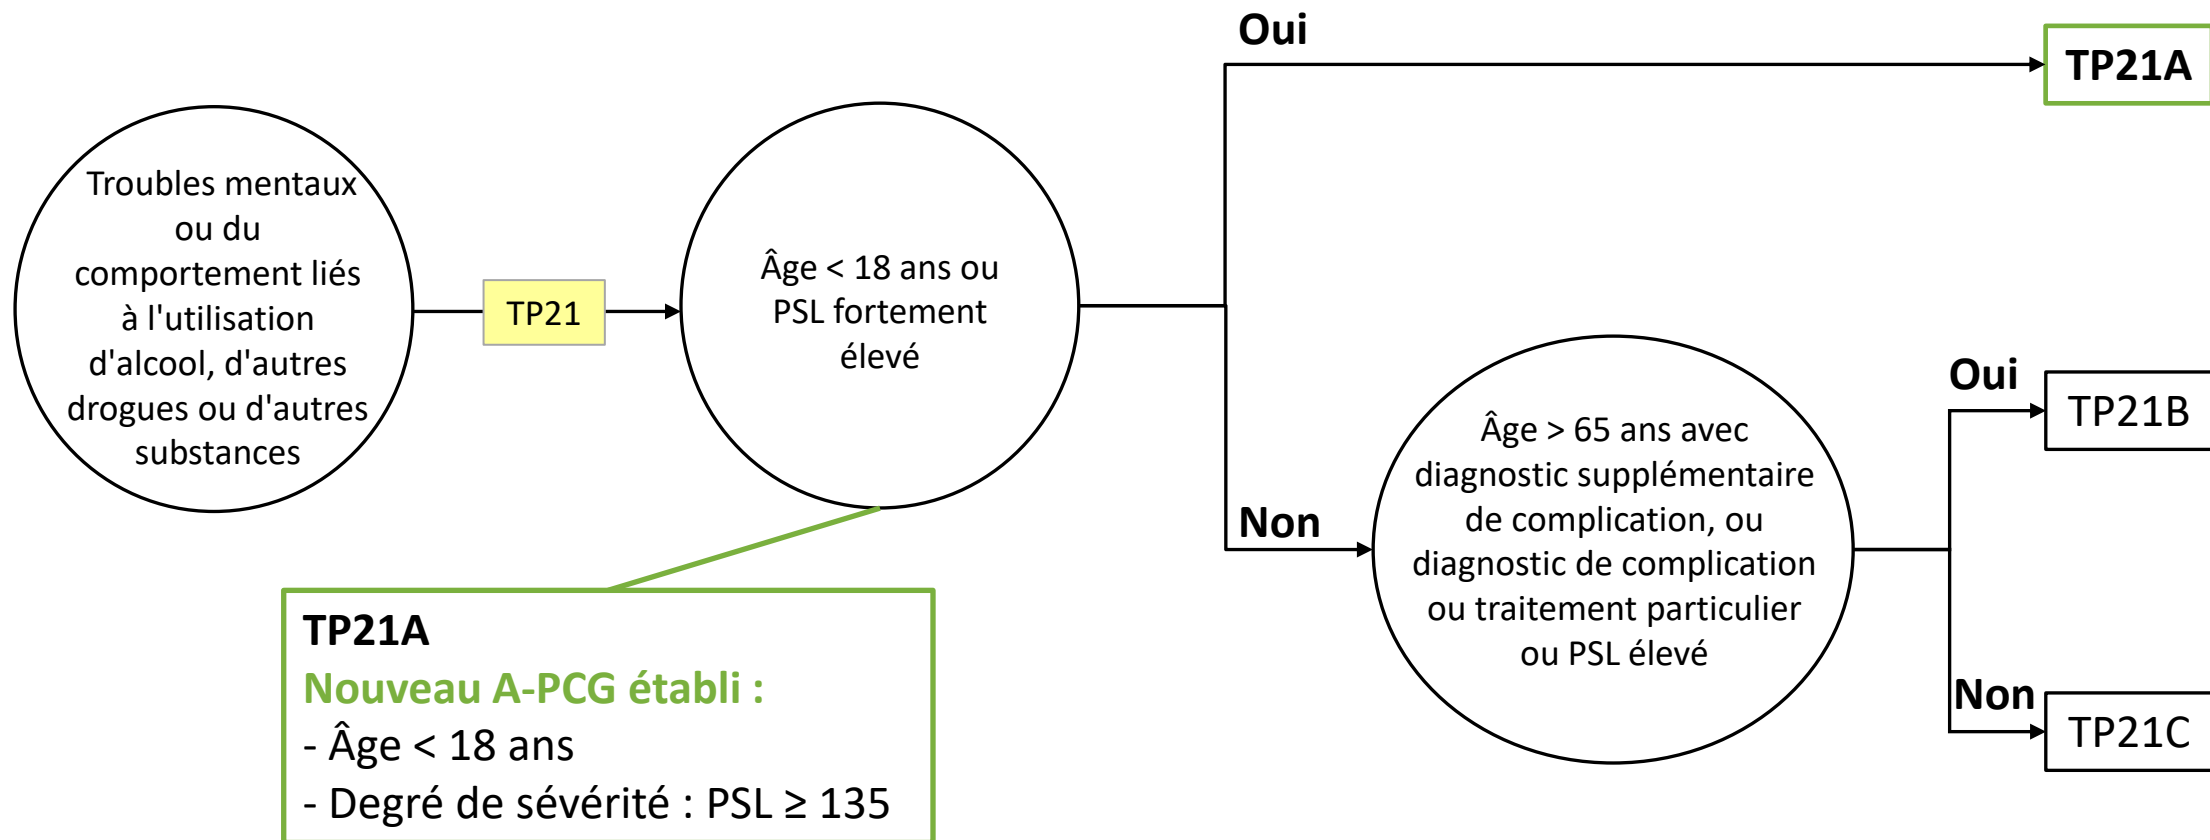 Troubles mentaux
ou du
comportement liés
à l'utilisation
d'alcool, d'autres
drogues ou d'autres
substances
TP21
Âge < 18 ans ou
PSL fortement
élevé
Oui
TP21A
Non
Âge > 65 ans avec
diagnostic supplémentaire
de complication, ou
diagnostic de complication
ou traitement particulier
ou PSL élevé
Oui
TP21B
Non
TP21C
TP21A
Nouveau A-PCG établi :
- Âge < 18 ans
- Degré de sévérité : PSL ≥ 135